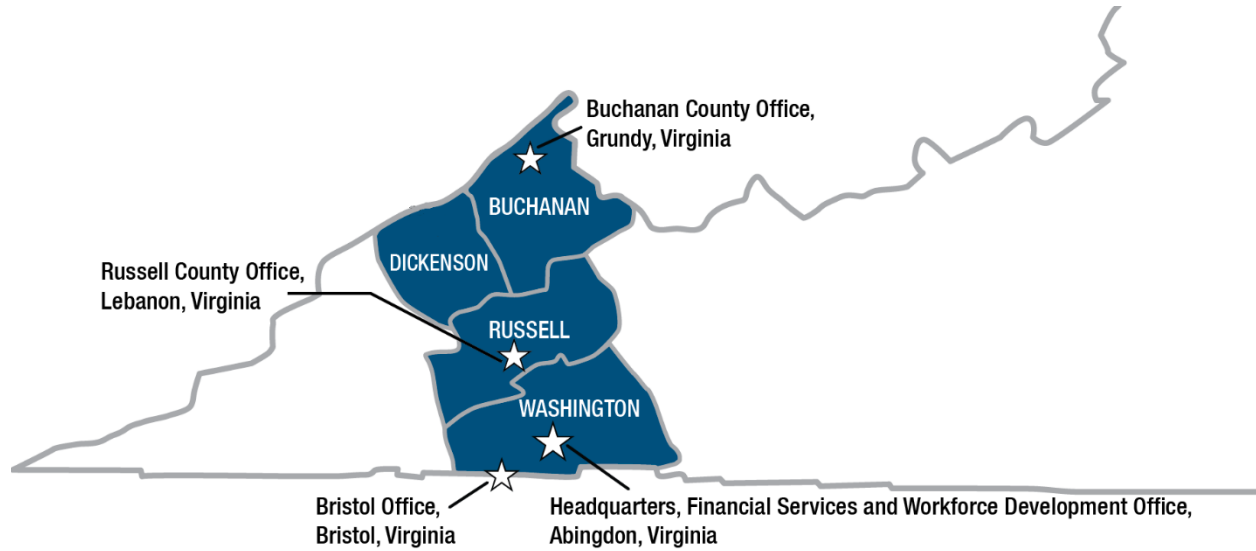 Buchanan County Office,
Grundy, Virginia
BUCHANAN
DICKENSON
Russell County Office,
Lebanon, Virginia
RUSSELL
WASHINGTON
Bristol Office,
Bristol, Virginia
Headquarters, Financial Services and Workforce Development Office,
Abingdon, Virginia